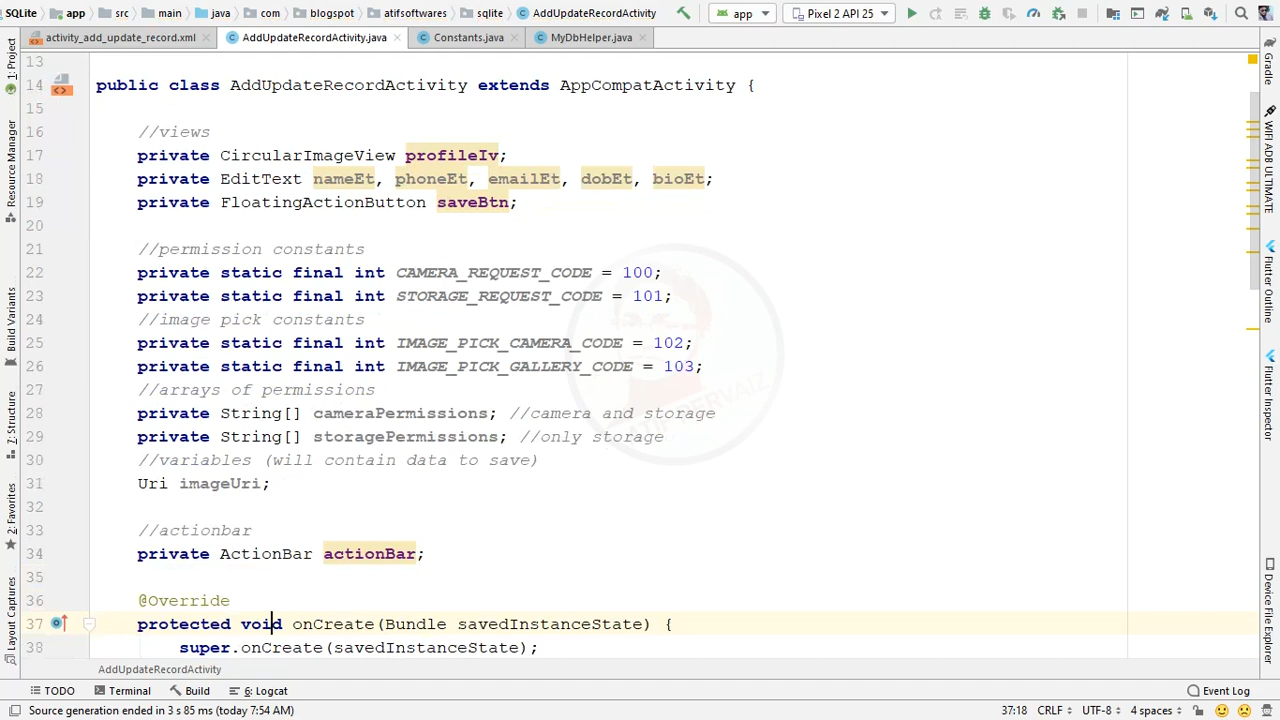 SQLite app src main java com blogspot atifsoftwares sqlite AddUpdateRecordActivity app Pixel 2 API 25
activity_add_update_record.xml AddUpdateRecordActivity.java Constants.java MyDbHelper.java
13
14 public class AddUpdateRecordActivity extends AppCompatActivity {
15
16 //views
17 private CircularImageView profileIv;
18 private EditText nameEt, phoneEt, emailEt, dobEt, bioEt;
19 private FloatingActionButton saveBtn;
20
21 //permission constants
22 private static final int CAMERA_REQUEST_CODE = 100;
23 private static final int STORAGE_REQUEST_CODE = 101;
24 //image pick constants
25 private static final int IMAGE_PICK_CAMERA_CODE = 102;
26 private static final int IMAGE_PICK_GALLERY_CODE = 103;
27 //arrays of permissions
28 private String[] cameraPermissions; //camera and storage
29 private String[] storagePermissions; //only storage
30 //variables (will contain data to save)
31 Uri imageUri;
32
33 //actionbar
34 private ActionBar actionBar;
35
36 @Override
37 protected void onCreate(Bundle savedInstanceState) {
38 super.onCreate(savedInstanceState);
AddUpdateRecordActivity
TODO Terminal Build 6: Logcat Event Log
Source generation ended in 3 s 85 ms (today 7:54 AM) 37:18 CRLF UTF-8 4 spaces
1: Project
Resource Manager
Build Variants
7: Structure
2: Favorites
Layout Captures
Gradle
WIFI ADB ULTIMATE
Flutter Outline
Flutter Inspector
Device File Explorer
ATIF PERVAIZ